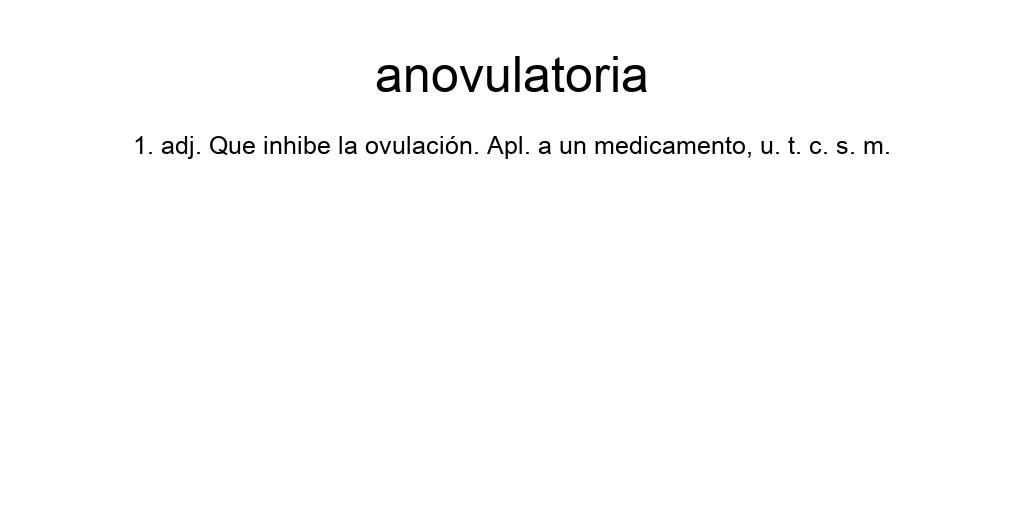 anovulatoria
1. adj. Que inhibe la ovulación. Apl. a un medicamento, u. t. c. s. m.